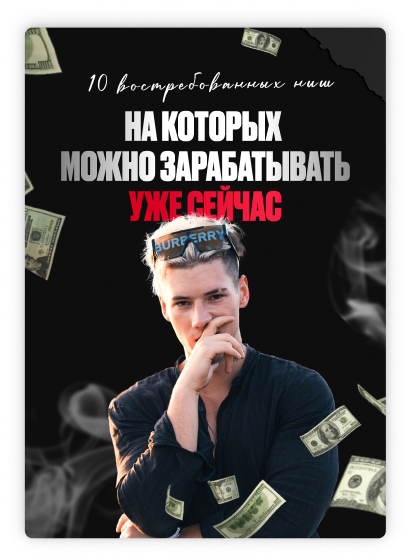 10 востребованных ниш
НА КОТОРЫХ
МОЖНО ЗАРАБАТЫВАТЬ
УЖЕ СЕЙЧАС
BURBERRY